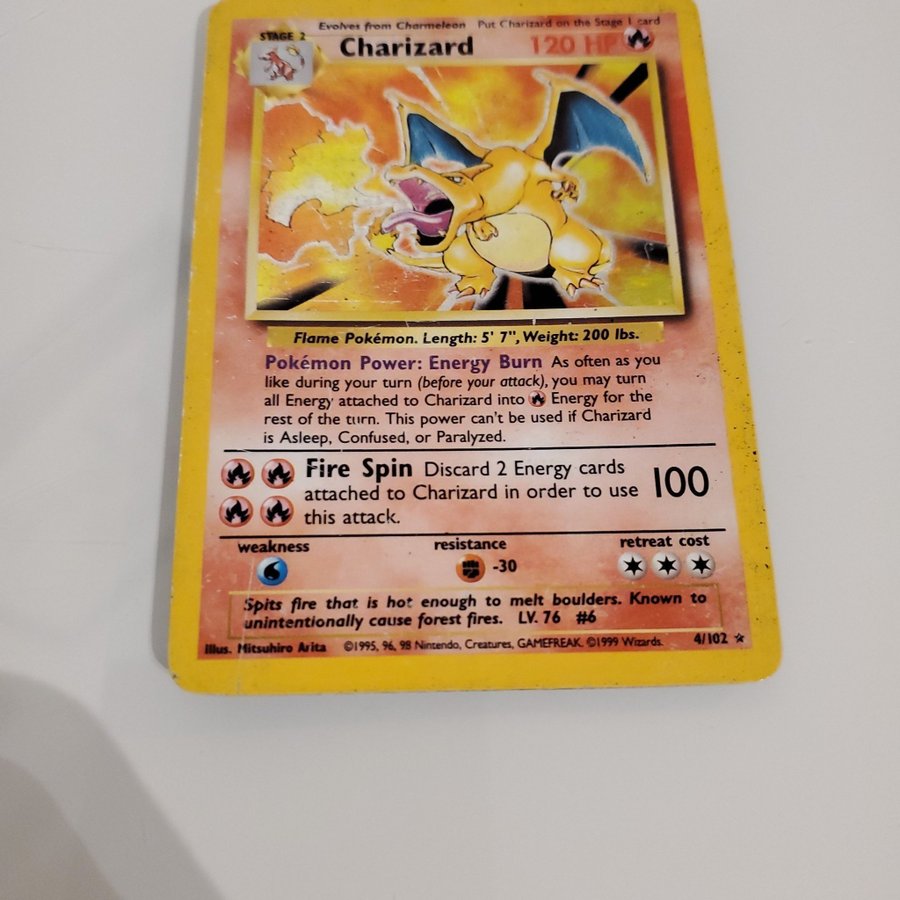 Evolves from Charmeleon Put Charizard on the Stage 1 card
STAGE 2
Charizard 120 HP
Flame Pokémon. Length: 5' 7", Weight: 200 lbs.
Pokémon Power: Energy Burn As often as you
like during your turn (before your attack), you may turn
all Energy attached to Charizard into Energy for the
rest of the turn. This power can't be used if Charizard
is Asleep, Confused, or Paralyzed.
Fire Spin Discard 2 Energy cards
attached to Charizard in order to use 100
this attack.
weakness resistance retreat cost
-30
Spits fire that is hot enough to melt boulders. Known to
unintentionally cause forest fires. LV. 76 #6
Illus. Mitsuhiro Arita ©1995, 96, 98 Nintendo, Creatures, GAMEFREAK. ©1999 Wizards. 4/102